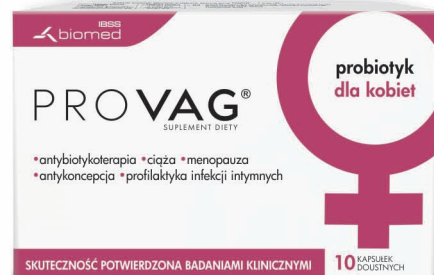 IBSS
biomed
probiotyk
dla kobiet
PROVAG®
SUPLEMENT DIETY
•antybiotykoterapia •ciąża •menopauza
•antykoncepcja •profilaktyka infekcji intymnych
SKUTECZNOŚĆ POTWIERDZONA BADANIAMI KLINICZNYMI
10 KAPSUŁEK
DOUSTNYCH